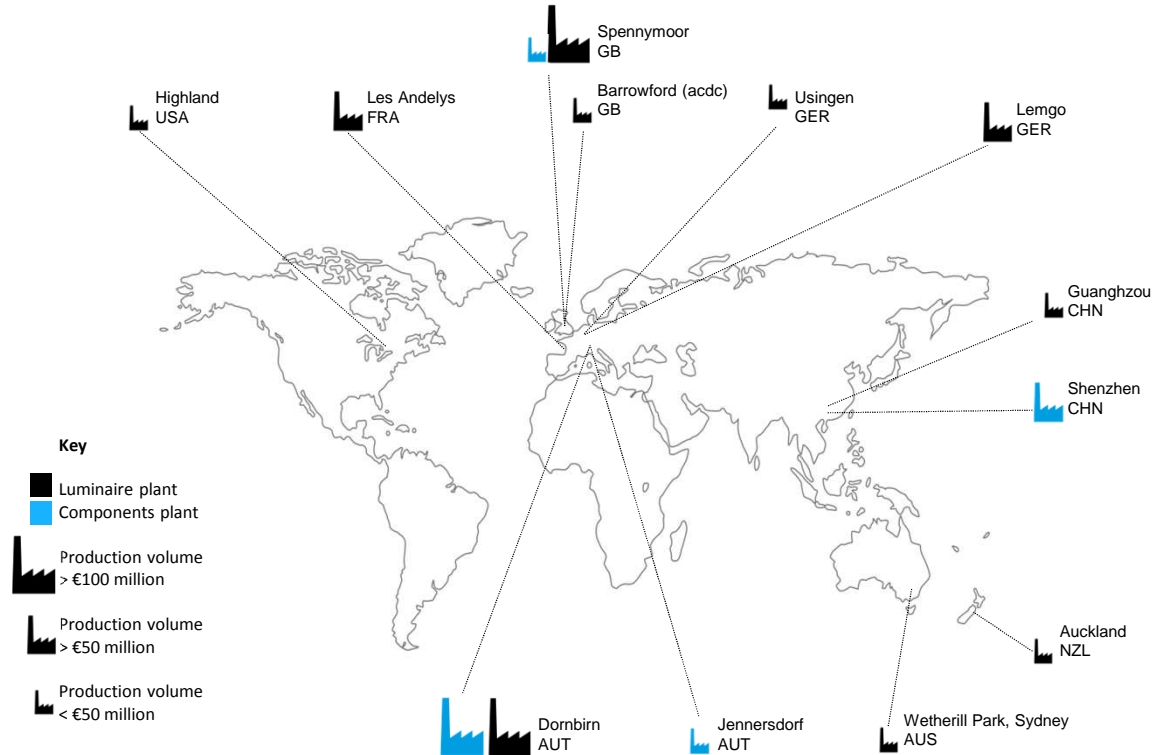 Spennymoor
GB
Highland
USA
Les Andelys
FRA
Barrowford (acdc)
GB
Usingen
GER
Lemgo
GER
Guanghzou
CHN
Shenzhen
CHN
Key
Luminaire plant
Components plant
Production volume
> €100 million
Production volume
> €50 million
Production volume
< €50 million
Auckland
NZL
Dornbirn
AUT
Jennersdorf
AUT
Wetherill Park, Sydney
AUS